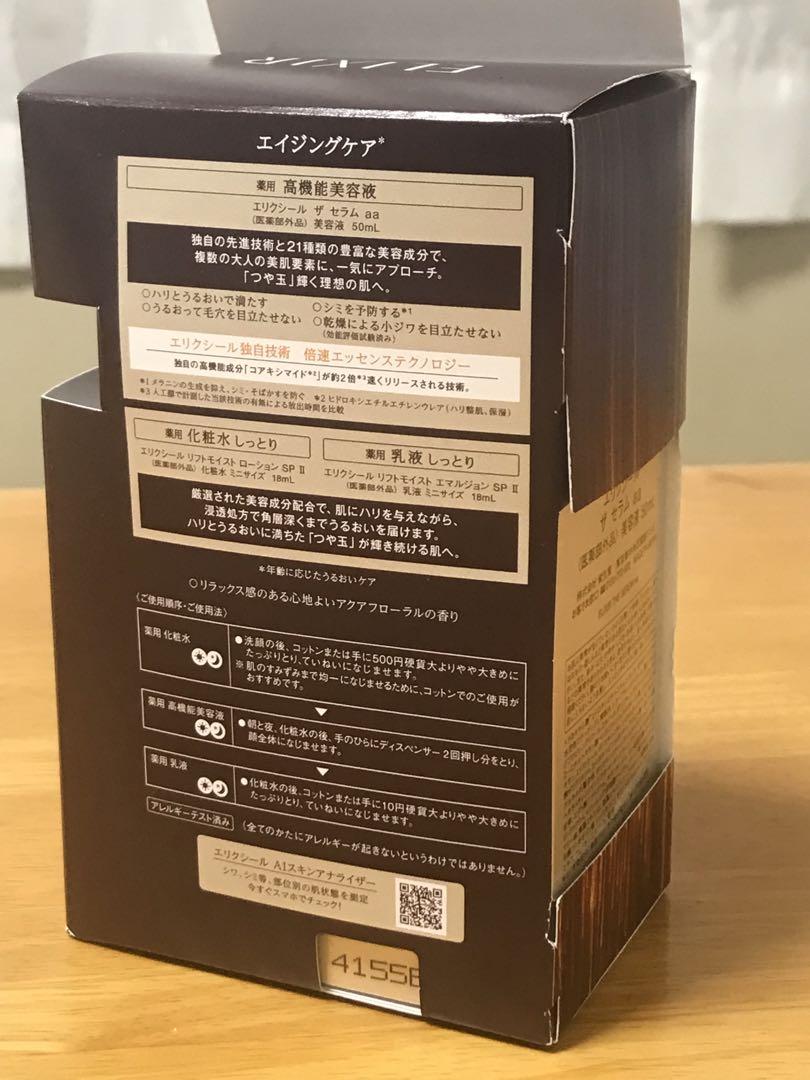 ELIXIR
エイジングケア*
薬用 高機能美容液
エリクシール ザ セラム aa
(医薬部外品) 美容液 50mL
独自の先進技術と21種類の豊富な美容成分で、
複数の大人の美肌要素に、一気にアプローチ。
「つや玉」輝く理想の肌へ。
○ハリとうるおいで満たす ○シミを予防する*1
○うるおって毛穴を目立たせない ○乾燥による小ジワを目立たせない
(効能評価試験済み)
エリクシール独自技術 倍速エッセンステクノロジー
独自の高機能成分「コアキシマイド*2」が約2倍*3速くリリースされる技術。
*1 メラニンの生成を抑え、シミ・そばかすを防ぐ *2 ヒドロキシエチルエチレンウレア(ハリ整肌、保湿)
*3 人工膜で計測した当該技術の有無による放出時間を比較
薬用 化粧水 しっとり
エリクシール リフトモイスト ローション SP II
(医薬部外品) 化粧水 ミニサイズ 18mL
薬用 乳液 しっとり
エリクシール リフトモイスト エマルジョン SP II
(医薬部外品) 乳液 ミニサイズ 18mL
厳選された美容成分配合で、肌にハリを与えながら、
浸透処方で角層深くまでうるおいを届けます。
ハリとうるおいに満ちた「つや玉」が輝き続ける肌へ。
*年齢に応じたうるおいケア
○リラックス感のある心地よいアクアフローラルの香り
〈ご使用順序・ご使用法〉
薬用 化粧水
●洗顔の後、コットンまたは手に500円硬貨大よりやや大きめに
たっぷりとり、ていねいになじませます。
※肌のすみずみまで均一になじませるために、コットンでのご使用が
おすすめです。
薬用 高機能美容液
●朝と夜、化粧水の後、手のひらにディスペンサー2回押し分をとり、
顔全体になじませます。
薬用 乳液
●化粧水の後、コットンまたは手に10円硬貨大よりやや大きめに
たっぷりとり、ていねいになじませます。
アレルギーテスト済み (全てのかたにアレルギーが起きないというわけではありません。)
エリクシール AIスキンアナライザー
シワ、シミ等、部位別の肌状態を測定
今すぐスマホでチェック!
4155E
エリクシール
ザ セラム aa
(医薬部外品) 美容液 50mL